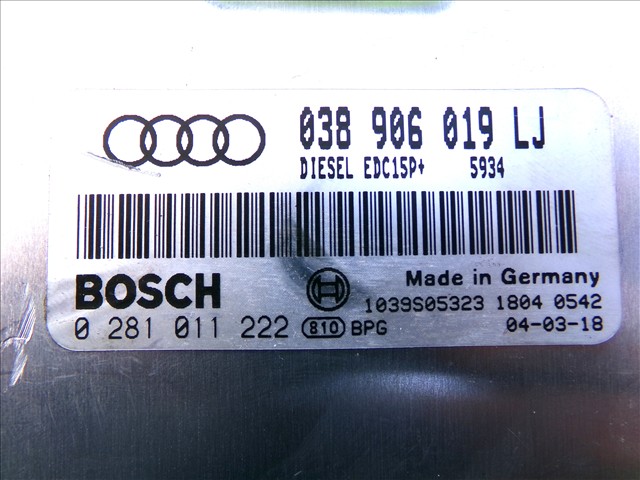 038 906 019 LJ
DIESEL EDC15P+ 5934
BOSCH
Made in Germany
1039S05323 1804 0542
0 281 011 222 810 BPG 04-03-18